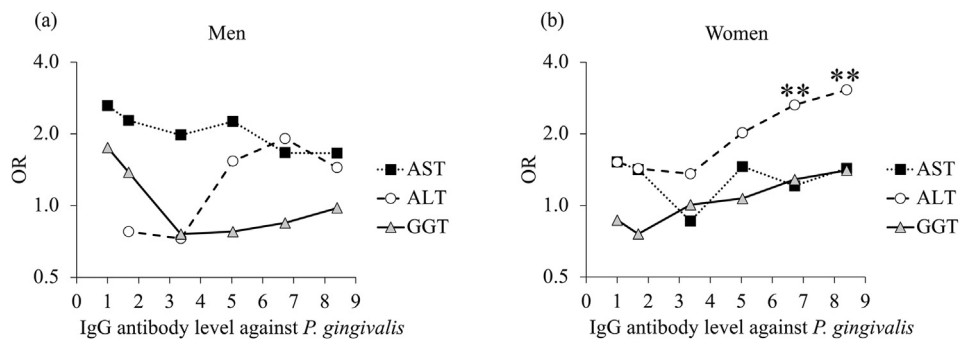 (a)
Men
4.0
2.0
1.0
0.5
OR
0 1 2 3 4 5 6 7 8 9
IgG antibody level against P. gingivalis
AST
ALT
GGT
(b)
Women
4.0
2.0
1.0
0.5
OR
**
**
0 1 2 3 4 5 6 7 8 9
IgG antibody level against P. gingivalis
AST
ALT
GGT